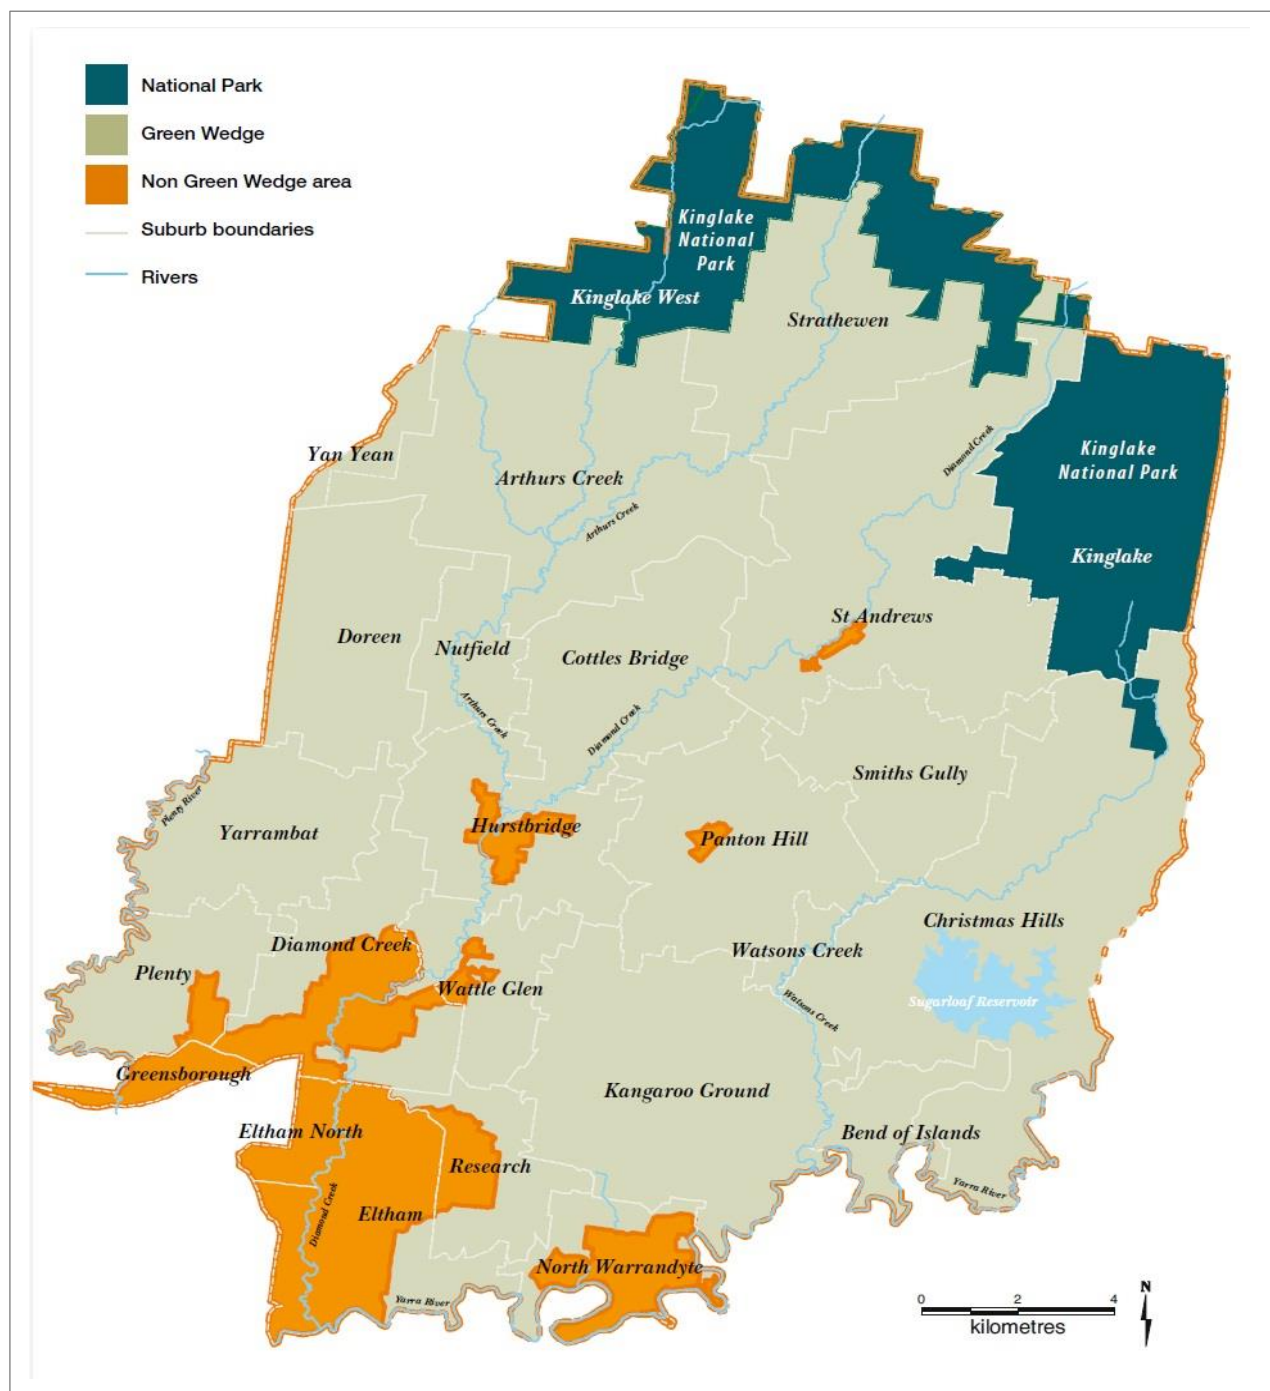 National Park
Green Wedge
Non Green Wedge area
Suburb boundaries
Rivers
Kinglake
National
Park
Kinglake West
Strathewen
Diamond Creek
Kinglake
National Park
Yan Yean
Arthurs Creek
Arthurs Creek
Kinglake
St Andrews
Doreen
Nutfield
Cottles Bridge
Arthurs Creek
Diamond Creek
Smiths Gully
Plenty River
Yarrambat
Hurstbridge
Panton Hill
Christmas Hills
Diamond Creek
Watsons Creek
Plenty
Wattle Glen
Watsons Creek
Sugarloaf Reservoir
Greensborough
Kangaroo Ground
Eltham North
Bend of Islands
Research
Yarra River
Diamond Creek
Eltham
North Warrandyte
Yarra River
N
0 2 4
kilometres